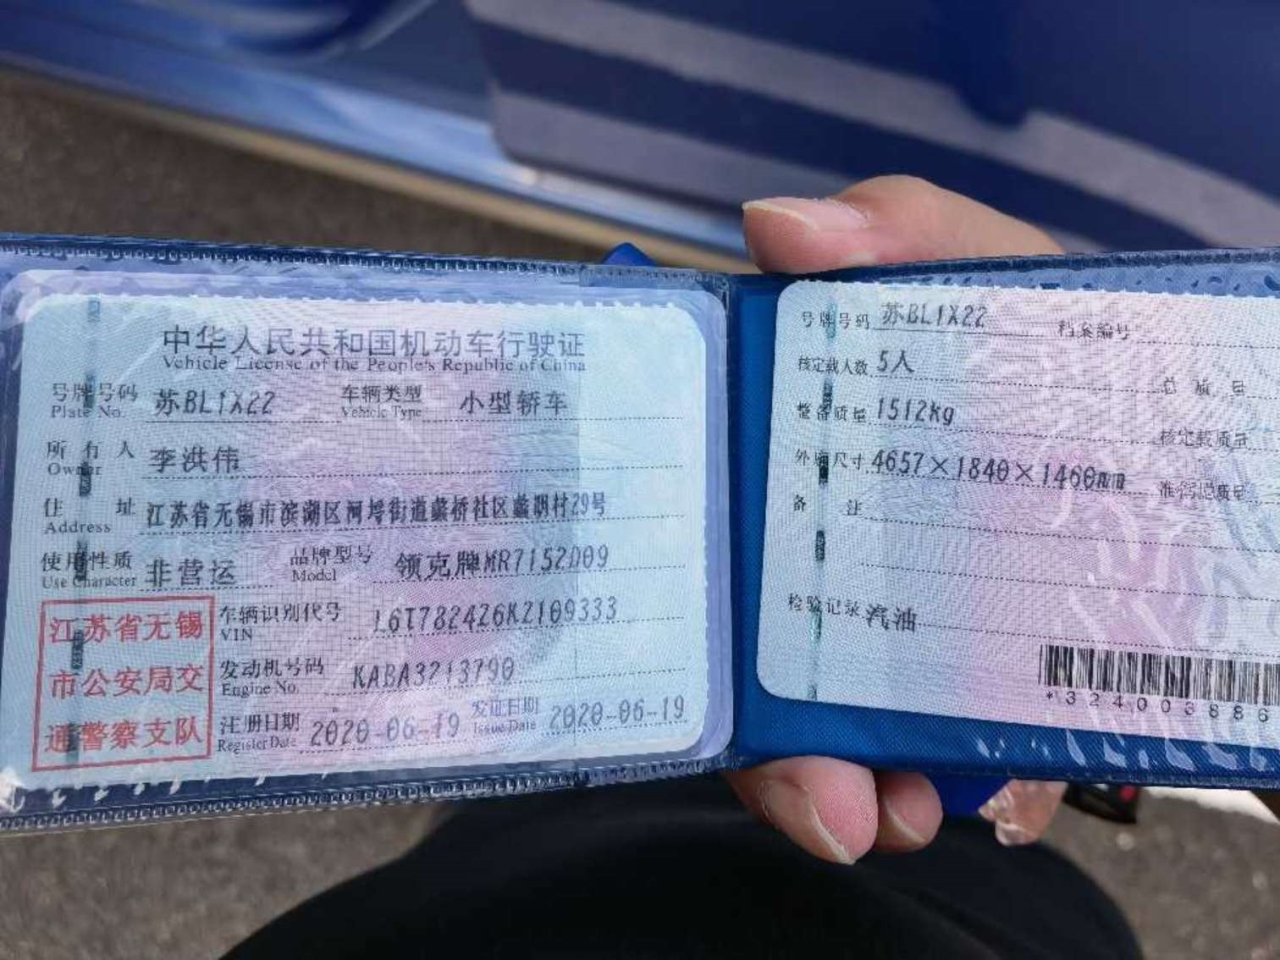 中华人民共和国机动车行驶证
Vehicle License of the People's Republic of China
号牌号码 苏BL1X22 车辆类型 小型轿车
Plate No. Vehicle Type
所有人 李洪伟
Owner
住址 江苏省无锡市滨湖区河埒街道蠡桥社区蠡湖村29号
Address
使用性质 非营运 品牌型号 领克牌MR7152D09
Use Character Model
江苏省无锡
市公安局交
通警察支队
车辆识别代号 L6T7824Z6KZ109333
VIN
发动机号码 KABA3213790
Engine No.
注册日期 2020-06-19 发证日期 2020-06-19
Register Date Issue Date
号牌号码 苏BL1X22 档案编号
核定载人数 5人 总质量
整备质量 1512Kg 核定载质量
外廓尺寸 4657×1840×1460mm 准牵引总质量
备注
检验记录 汽油
*324003886